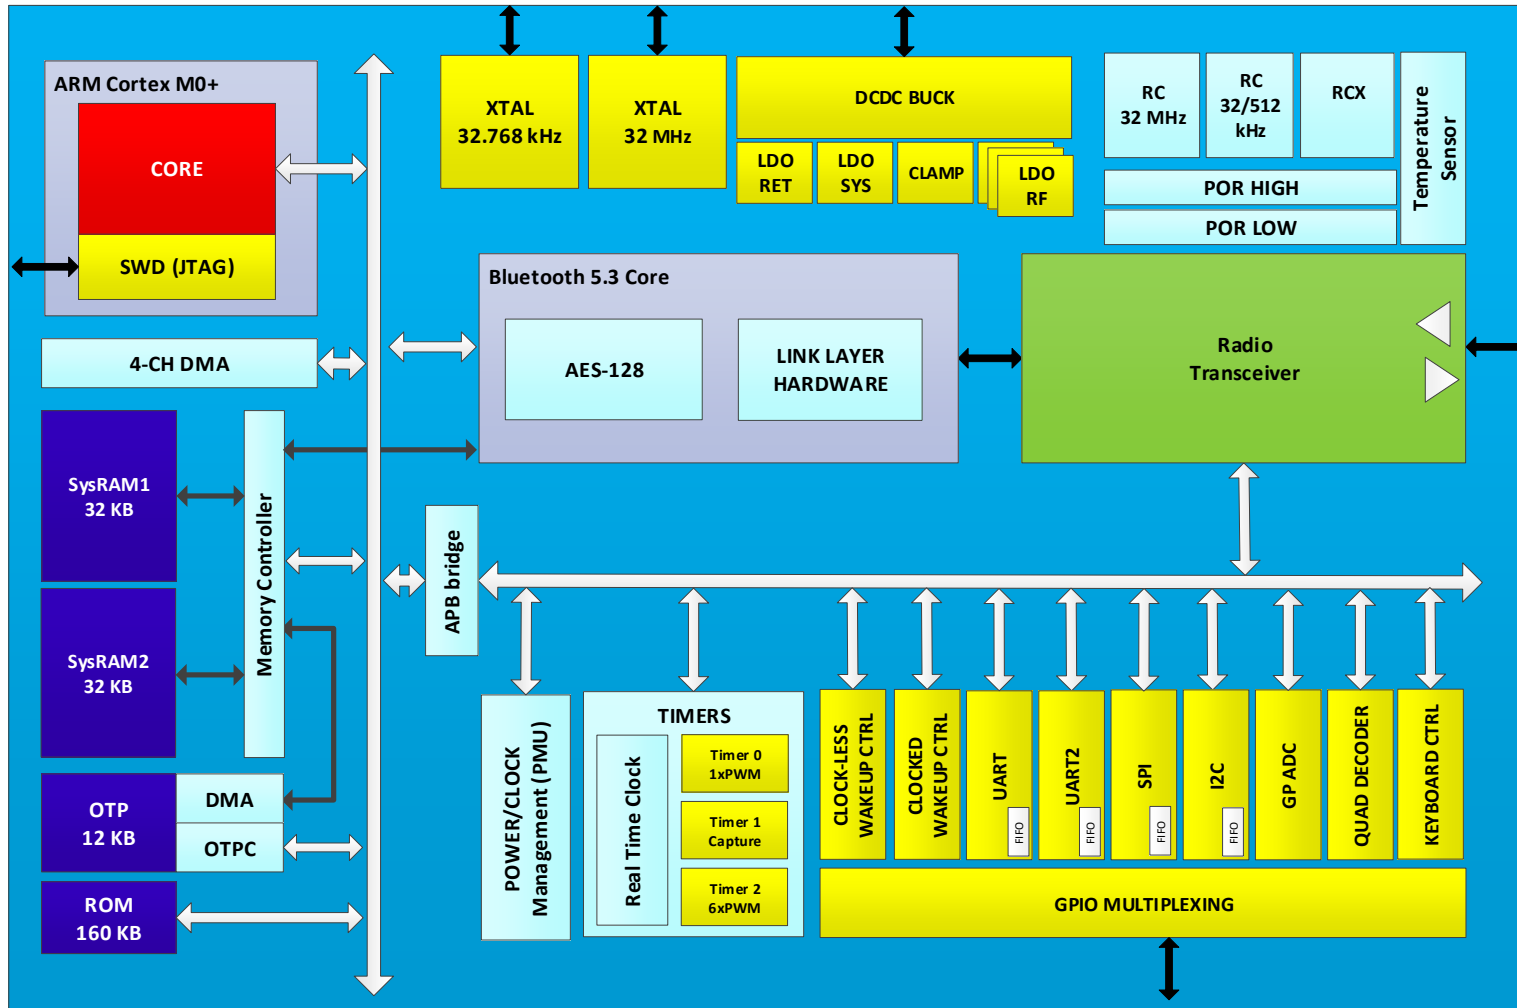 ARM Cortex M0+
CORE
SWD (JTAG)
XTAL
32.768 kHz
XTAL
32 MHz
DCDC BUCK
LDO
RET
LDO
SYS
CLAMP
LDO
RF
RC
32 MHz
RC
32/512
kHz
RCX
POR HIGH
POR LOW
Temperature
Sensor
4-CH DMA
Bluetooth 5.3 Core
AES-128
LINK LAYER
HARDWARE
Radio
Transceiver
SysRAM1
32 KB
SysRAM2
32 KB
Memory Controller
OTP
12 KB
DMA
OTPC
ROM
160 KB
APB bridge
POWER/CLOCK
Management (PMU)
TIMERS
Real Time Clock
Timer 0
1xPWM
Timer 1
Capture
Timer 2
6xPWM
CLOCK-LESS
WAKEUP CTRL
CLOCKED
WAKEUP CTRL
UART
FIFO
UART2
FIFO
SPI
FIFO
I2C
FIFO
GP ADC
QUAD DECODER
KEYBOARD CTRL
GPIO MULTIPLEXING